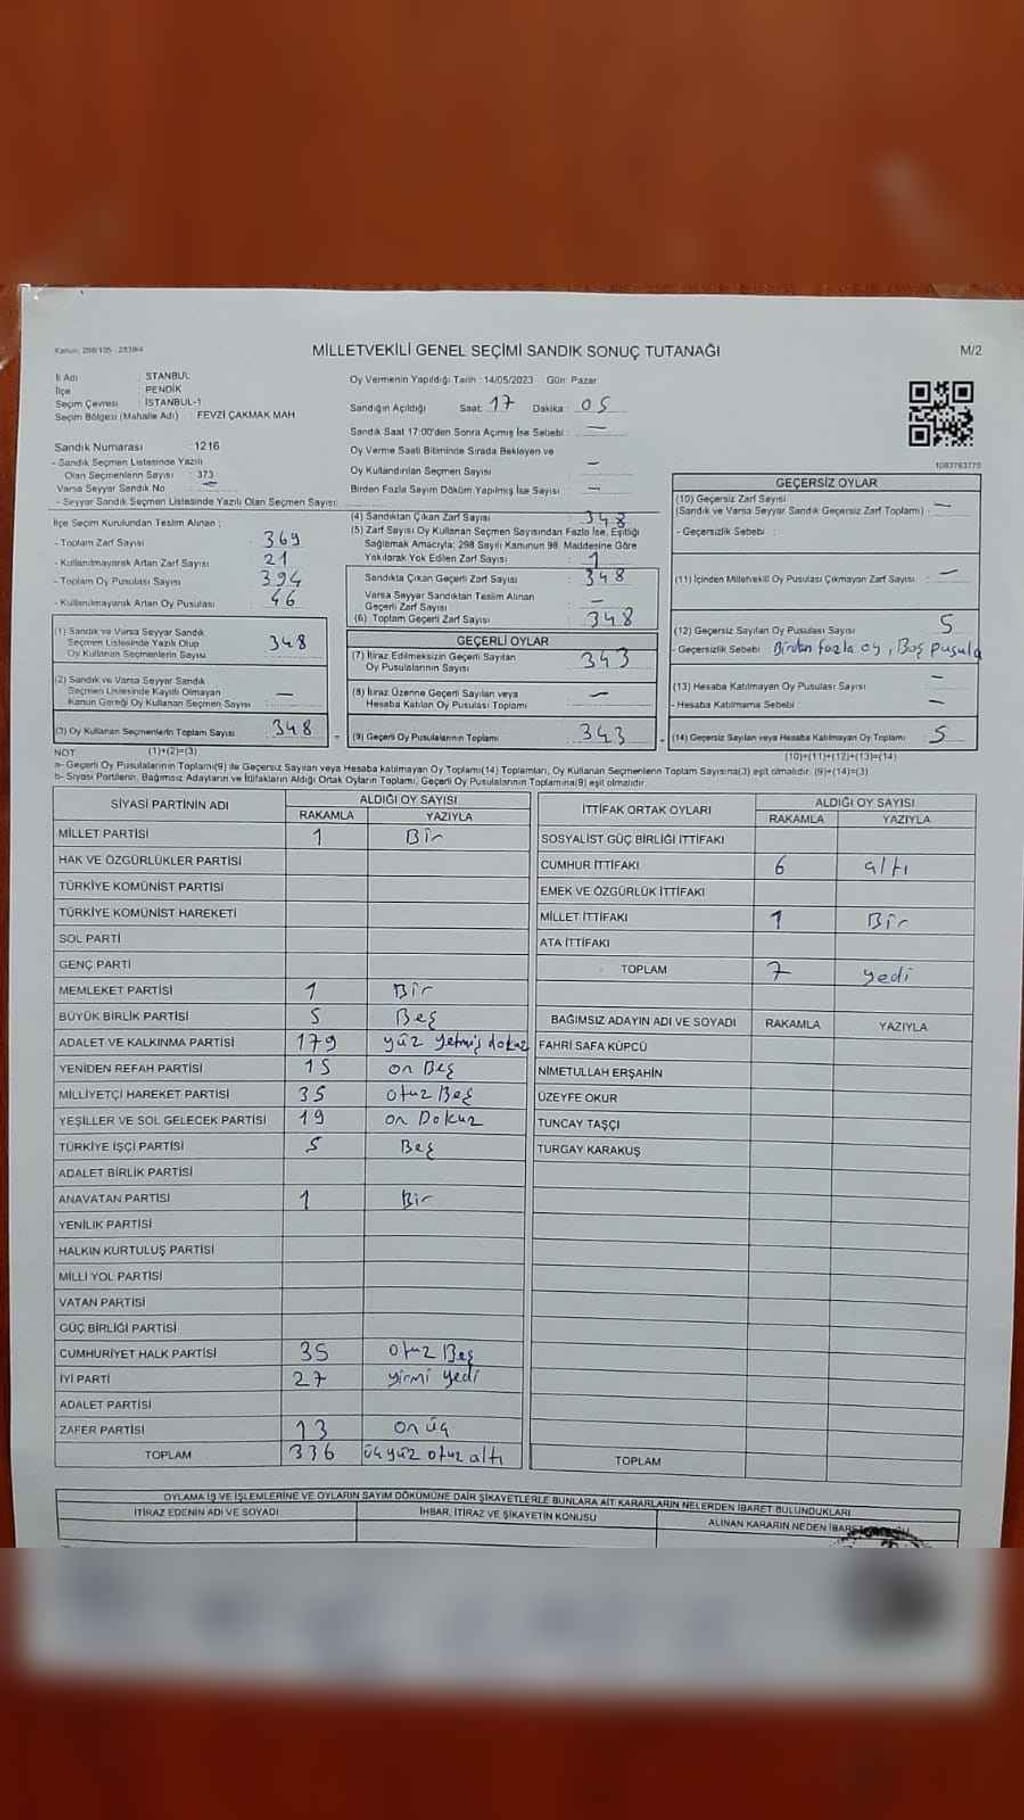 Kanun: 298/105 - 2839/4
MİLLETVEKİLİ GENEL SEÇİMİ SANDIK SONUÇ TUTANAĞI
M/2
İl Adı : İSTANBUL
İlçe : PENDİK
Seçim Çevresi : İSTANBUL-1
Seçim Bölgesi (Mahalle Adı) : FEVZİ ÇAKMAK MAH
Sandık Numarası : 1216
- Sandık Seçmen Listesinde Yazılı
Olan Seçmenlerin Sayısı : 373
Varsa Seyyar Sandık No
- Seyyar Sandık Seçmen Listesinde Yazılı Olan Seçmen Sayısı:
Oy Vermenin Yapıldığı Tarih : 14/05/2023 Gün: Pazar
Sandığın Açıldığı Saat: 17 Dakika : 05
Sandık Saat 17:00'den Sonra Açılmış İse Sebebi : —
Oy Verme Saati Bitiminde Sırada Bekleyen ve
Oy Kullandırılan Seçmen Sayısı —
Birden Fazla Sayım Döküm Yapılmış İse Sayısı : —
1083763775
İlçe Seçim Kurulundan Teslim Alınan ;
- Toplam Zarf Sayısı : 369
- Kullanılmayarak Artan Zarf Sayısı : 21
- Toplam Oy Pusulası Sayısı : 394
- Kullanılmayarak Artan Oy Pusulası : 46
(1) Sandık ve Varsa Seyyar Sandık
Seçmen Listesinde Yazılı Olup
Oy Kullanan Seçmenlerin Sayısı 348
(2) Sandık ve Varsa Seyyar Sandık
Seçmen Listesinde Kayıtlı Olmayan
Kanun Gereği Oy Kullanan Seçmen Sayısı —
(3) Oy Kullanan Seçmenlerin Toplam Sayısı : 348
(4) Sandıktan Çıkan Zarf Sayısı : 348
(5) Zarf Sayısı Oy Kullanan Seçmen Sayısından Fazla İse, Eşitliği
Sağlamak Amacıyla; 298 Sayılı Kanunun 98. Maddesine Göre
Yakılarak Yok Edilen Zarf Sayısı : 1
Sandıkta Çıkan Geçerli Zarf Sayısı : 348
Varsa Seyyar Sandıktan Teslim Alınan
Geçerli Zarf Sayısı : —
(6) Toplam Geçerli Zarf Sayısı : 348
GEÇERLİ OYLAR
(7) İtiraz Edilmeksizin Geçerli Sayılan
Oy Pusulalarının Sayısı : 343
(8) İtiraz Üzerine Geçerli Sayılan veya
Hesaba Katılan Oy Pusulası Toplamı : —
(9) Geçerli Oy Pusulalarının Toplamı : 343
GEÇERSİZ OYLAR
(10) Geçersiz Zarf Sayısı
(Sandık ve Varsa Seyyar Sandık Geçersiz Zarf Toplamı) : —
- Geçersizlik Sebebi :
(11) İçinden Milletvekili Oy Pusulası Çıkmayan Zarf Sayısı : —
(12) Geçersiz Sayılan Oy Pusulası Sayısı : 5
- Geçersizlik Sebebi : Birden fazla oy, Boş pusula
(13) Hesaba Katılmayan Oy Pusulası Sayısı : —
- Hesaba Katılmama Sebebi : —
(14) Geçersiz Sayılan veya Hesaba Katılmayan Oy Toplamı : 5
NOT: (1)+(2)=(3)
(10)+(11)+(12)+(13)=(14)
a- Geçerli Oy Pusulalarının Toplamı(9) ile Geçersiz Sayılan veya Hesaba katılmayan Oy Toplamı(14) Toplamları, Oy Kullanan Seçmenlerin Toplam Sayısına(3) eşit olmalıdır. (9)+(14)=(3)
b- Siyasi Partilerin, Bağımsız Adayların ve İttifakların Aldığı Ortak Oyların Toplamı, Geçerli Oy Pusulalarının Toplamına(9) eşit olmalıdır.
SİYASİ PARTİNİN ADI ALDIĞI OY SAYISI
RAKAMLA YAZIYLA
MİLLET PARTİSİ 1 Bir
HAK VE ÖZGÜRLÜKLER PARTİSİ
TÜRKİYE KOMÜNİST PARTİSİ
TÜRKİYE KOMÜNİST HAREKETİ
SOL PARTİ
GENÇ PARTİ
MEMLEKET PARTİSİ 1 Bir
BÜYÜK BİRLİK PARTİSİ 5 Beş
ADALET VE KALKINMA PARTİSİ 179 yüz yetmiş dokuz
YENİDEN REFAH PARTİSİ 15 on Beş
MİLLİYETÇİ HAREKET PARTİSİ 35 otuz Beş
YEŞİLLER VE SOL GELECEK PARTİSİ 19 on Dokuz
TÜRKİYE İŞÇİ PARTİSİ 5 Beş
ADALET BİRLİK PARTİSİ
ANAVATAN PARTİSİ 1 Bir
YENİLİK PARTİSİ
HALKIN KURTULUŞ PARTİSİ
MİLLİ YOL PARTİSİ
VATAN PARTİSİ
GÜÇ BİRLİĞİ PARTİSİ
CUMHURİYET HALK PARTİSİ 35 otuz Beş
İYİ PARTİ 27 yirmi yedi
ADALET PARTİSİ
ZAFER PARTİSİ 13 on üç
TOPLAM 336 üç yüz otuz altı
İTTİFAK ORTAK OYLARI ALDIĞI OY SAYISI
RAKAMLA YAZIYLA
SOSYALİST GÜÇ BİRLİĞİ İTTİFAKI
CUMHUR İTTİFAKI 6 altı
EMEK VE ÖZGÜRLÜK İTTİFAKI
MİLLET İTTİFAKI 1 Bir
ATA İTTİFAKI
TOPLAM 7 yedi
BAĞIMSIZ ADAYIN ADI VE SOYADI RAKAMLA YAZIYLA
FAHRİ SAFA KÜPCÜ
NİMETULLAH ERŞAHİN
ÜZEYFE OKUR
TUNCAY TAŞÇI
TURGAY KARAKUŞ
TOPLAM
OYLAMA İŞ VE İŞLEMLERİNE VE OYLARIN SAYIM DÖKÜMÜNE DAİR ŞİKAYETLERLE BUNLARA AİT KARARLARIN NELERDEN İBARET BULUNDUKLARI
İTİRAZ EDENİN ADI VE SOYADI İHBAR, İTİRAZ VE ŞİKAYETİN KONUSU ALINAN KARARIN NEDEN İBARET